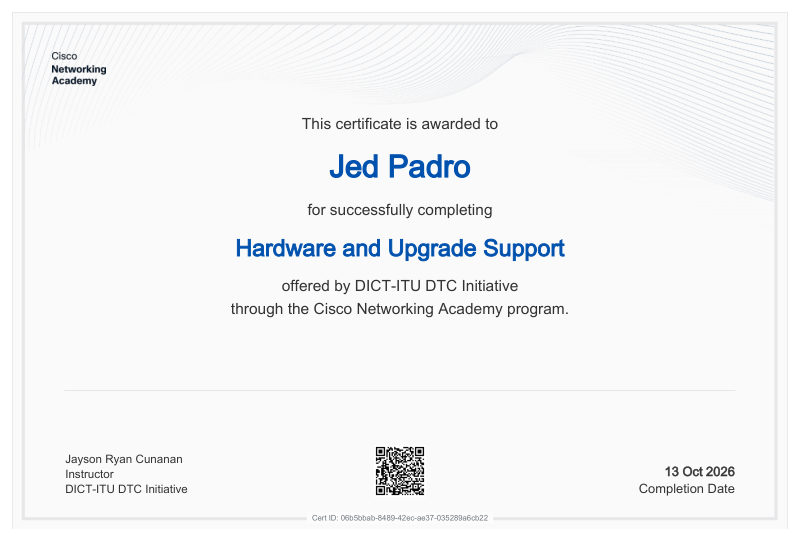 Cisco
Networking
Academy
This certificate is awarded to
Jed Padro
for successfully completing
Hardware and Upgrade Support
offered by DICT-ITU DTC Initiative
through the Cisco Networking Academy program.
Jayson Ryan Cunanan
Instructor
DICT-ITU DTC Initiative
13 Oct 2026
Completion Date
Cert ID: 06b5bbab-8489-42ec-ae37-035289a6cb22